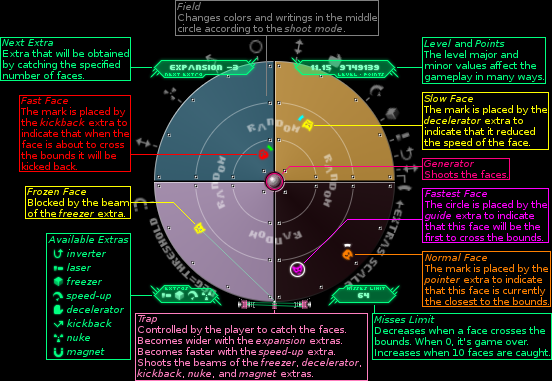 Field
Changes colors and writings in the middle
circle according to the shoot mode.
Next Extra
Extra that will be obtained
by catching the specified
number of faces.
EXPANSION -3
NEXT EXTRA
11.15 9749139
LEVEL - POINTS
Level and Points
The level major and
minor values affect the
gameplay in many ways.
Fast Face
The mark is placed by
the kickback extra to
indicate that when the
face is about to cross
the bounds it will be
kicked back.
Slow Face
The mark is placed by the
decelerator extra to
indicate that it reduced
the speed of the face.
RANDOM
RANDOM
RANDOM
RANDOM
Generator
Shoots the faces.
Frozen Face
Blocked by the beam
of the freezer extra.
Fastest Face
The circle is placed by the
guide extra to indicate
that this face will be the
first to cross the bounds.
Available Extras
inverter
laser
freezer
speed-up
decelerator
kickback
nuke
magnet
THRESHOLD
EXTRAS
Normal Face
The mark is placed by the
pointer extra to indicate
that this face is currently
the closest to the bounds.
EXTRAS
MISSES LIMIT
64
Trap
Controlled by the player to catch the faces.
Becomes wider with the expansion extras.
Becomes faster with the speed-up extra.
Shoots the beams of the freezer, decelerator,
kickback, nuke, and magnet extras.
Misses Limit
Decreases when a face crosses the
bounds. When 0, it's game over.
Increases when 10 faces are caught.